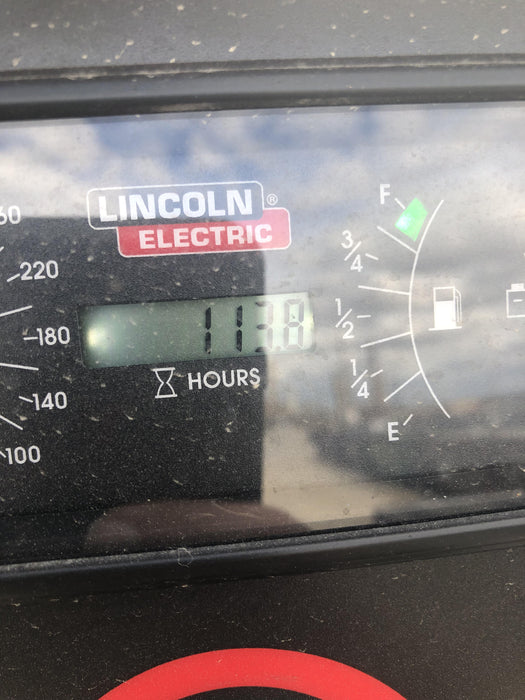 LINCOLN®
ELECTRIC
60
220
180
140
100
113.8
HOURS
F
3/4
1/2
1/4
E